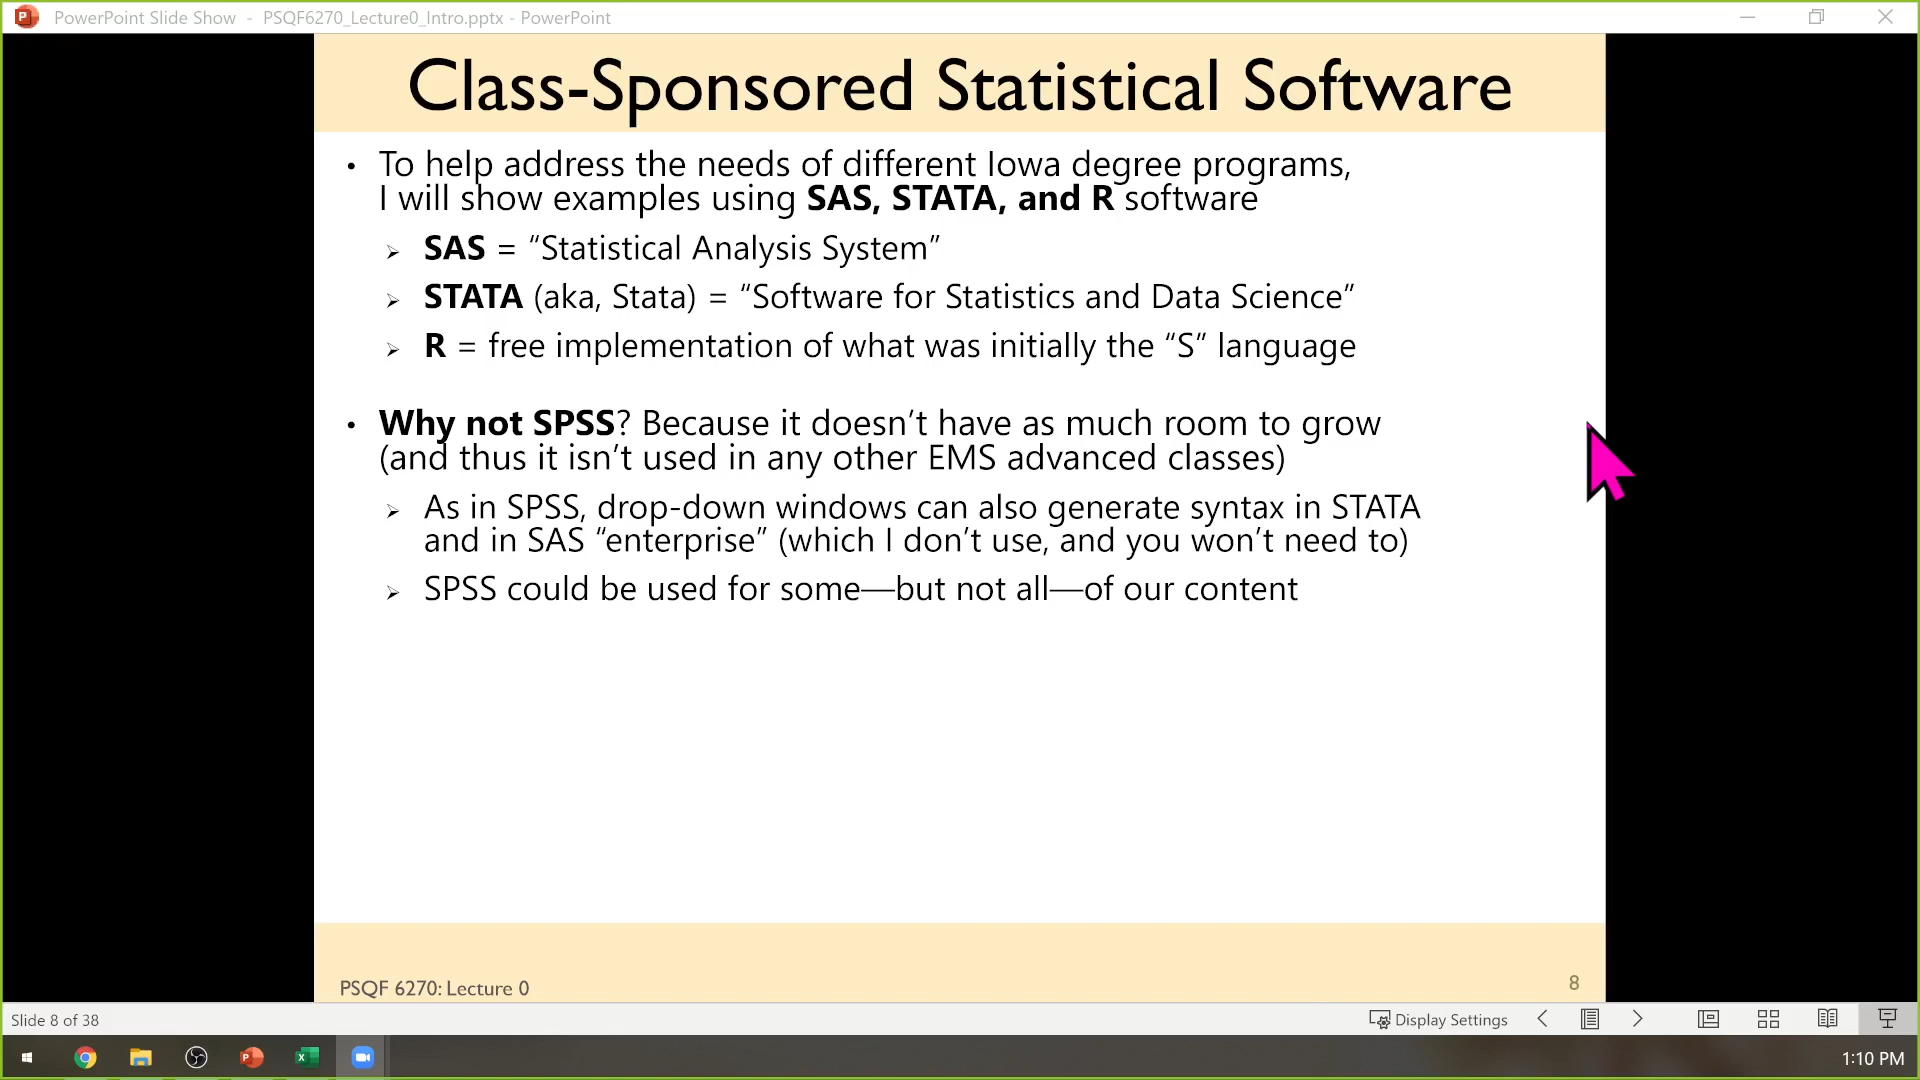 PowerPoint Slide Show - PSQF6270_Lecture0_Intro.pptx - PowerPoint
Class-Sponsored Statistical Software
• To help address the needs of different Iowa degree programs,
I will show examples using SAS, STATA, and R software
➢ SAS = “Statistical Analysis System”
➢ STATA (aka, Stata) = “Software for Statistics and Data Science”
➢ R = free implementation of what was initially the “S” language
• Why not SPSS? Because it doesn’t have as much room to grow
(and thus it isn’t used in any other EMS advanced classes)
➢ As in SPSS, drop-down windows can also generate syntax in STATA
and in SAS “enterprise” (which I don’t use, and you won’t need to)
➢ SPSS could be used for some—but not all—of our content
PSQF 6270: Lecture 0
8
Slide 8 of 38
Display Settings
1:10 PM